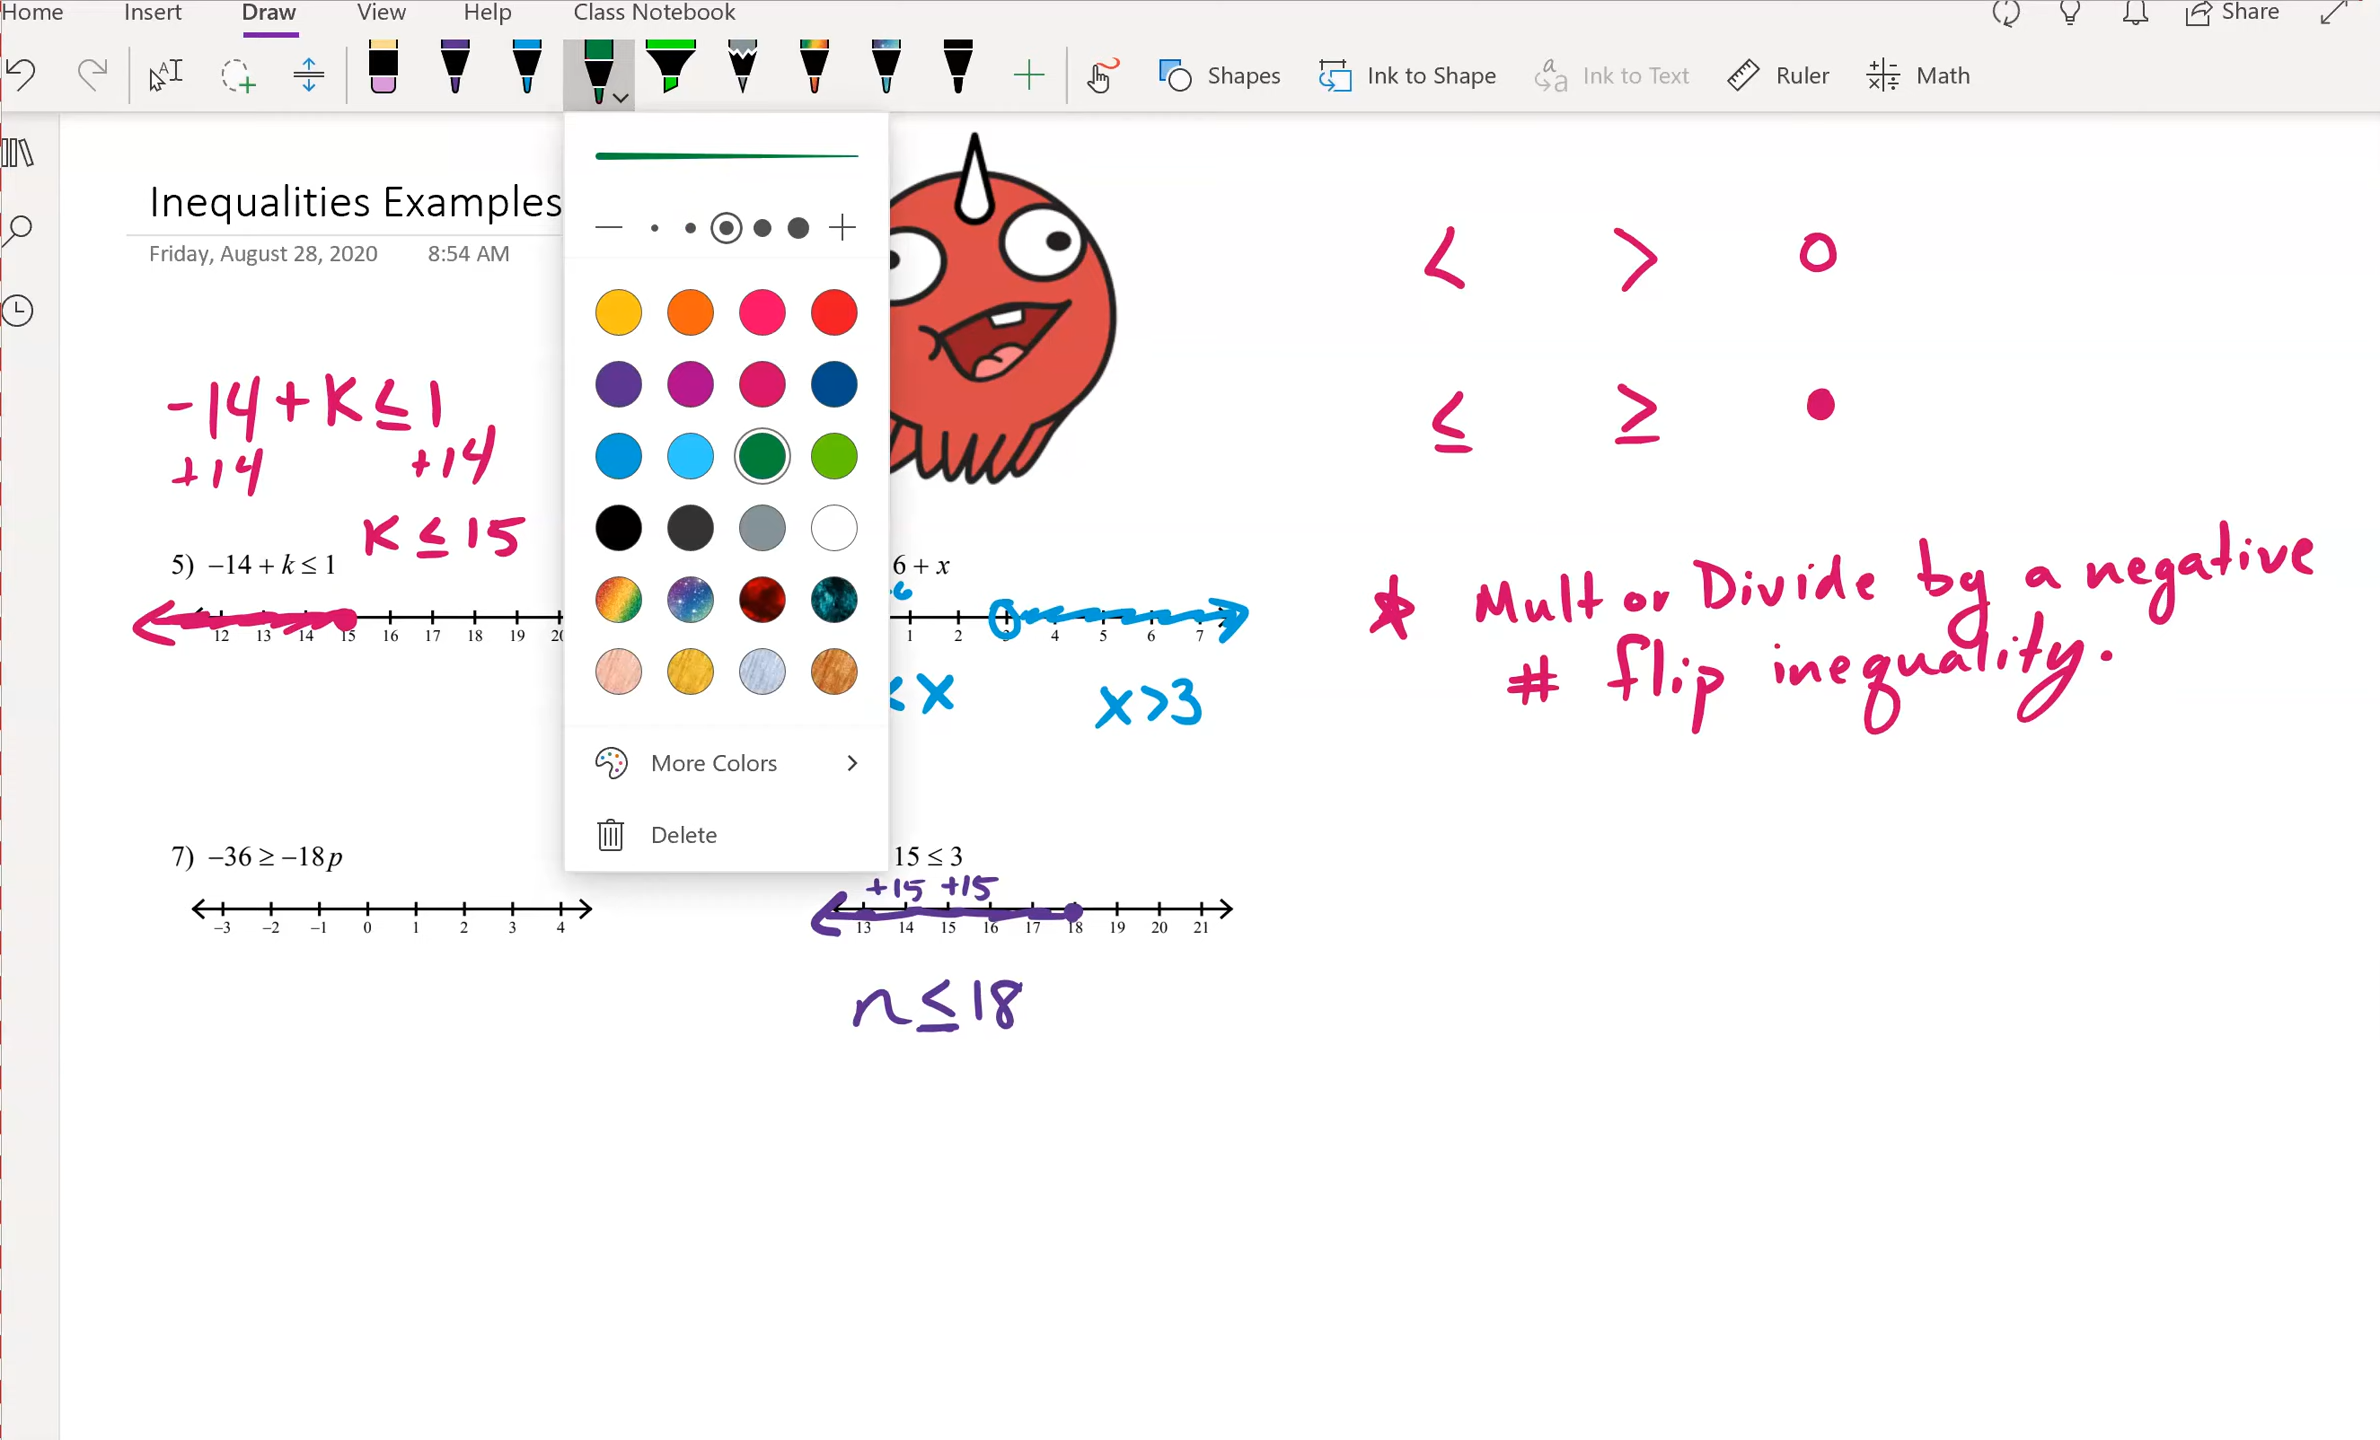 Home Insert Draw View Help Class Notebook Share
Shapes Ink to Shape Ink to Text Ruler Math
Inequalities Examples
Friday, August 28, 2020 8:54 AM
< > o
-14 + K ≤ 1
+14 +14
K ≤ 15
≤ ≥ •
5) −14 + k ≤ 1
12 13 14 15 16 17 18 19
6 + x
1 2 3 4 5 6 7
< x x > 3
* Mult or Divide by a negative
# flip inequality.
More Colors
Delete
7) −36 ≥ −18p
−3 −2 −1 0 1 2 3 4
15 ≤ 3
+15 +15
13 14 15 16 17 18 19 20 21
n ≤ 18